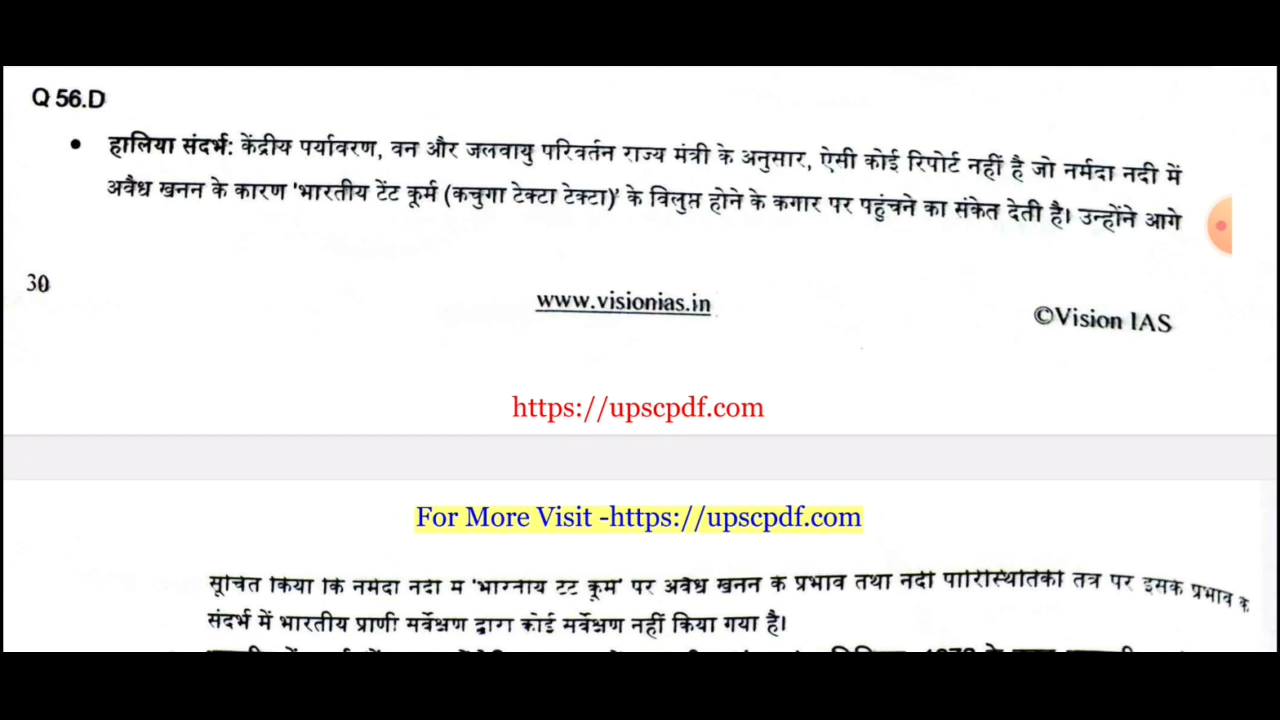 Q 56.D
• हालिया संदर्भ: केंद्रीय पर्यावरण, वन और जलवायु परिवर्तन राज्य मंत्री के अनुसार, ऐसी कोई रिपोर्ट नहीं है जो नर्मदा नदी में
अवैध खनन के कारण 'भारतीय टेंट कूर्म (कचुगा टेक्टा टेक्टा)' के विलुप्त होने के कगार पर पहुंचने का संकेत देती है। उन्होंने आगे
30
www.visionias.in
©Vision IAS
https://upscpdf.com
For More Visit -https://upscpdf.com
सूचित किया कि नर्मदा नदी में 'भारतीय टेंट कूर्म' पर अवैध खनन के प्रभाव तथा नदी पारिस्थितिकी तंत्र पर इसके प्रभाव के
संदर्भ में भारतीय प्राणी सर्वेक्षण द्वारा कोई सर्वेक्षण नहीं किया गया है।